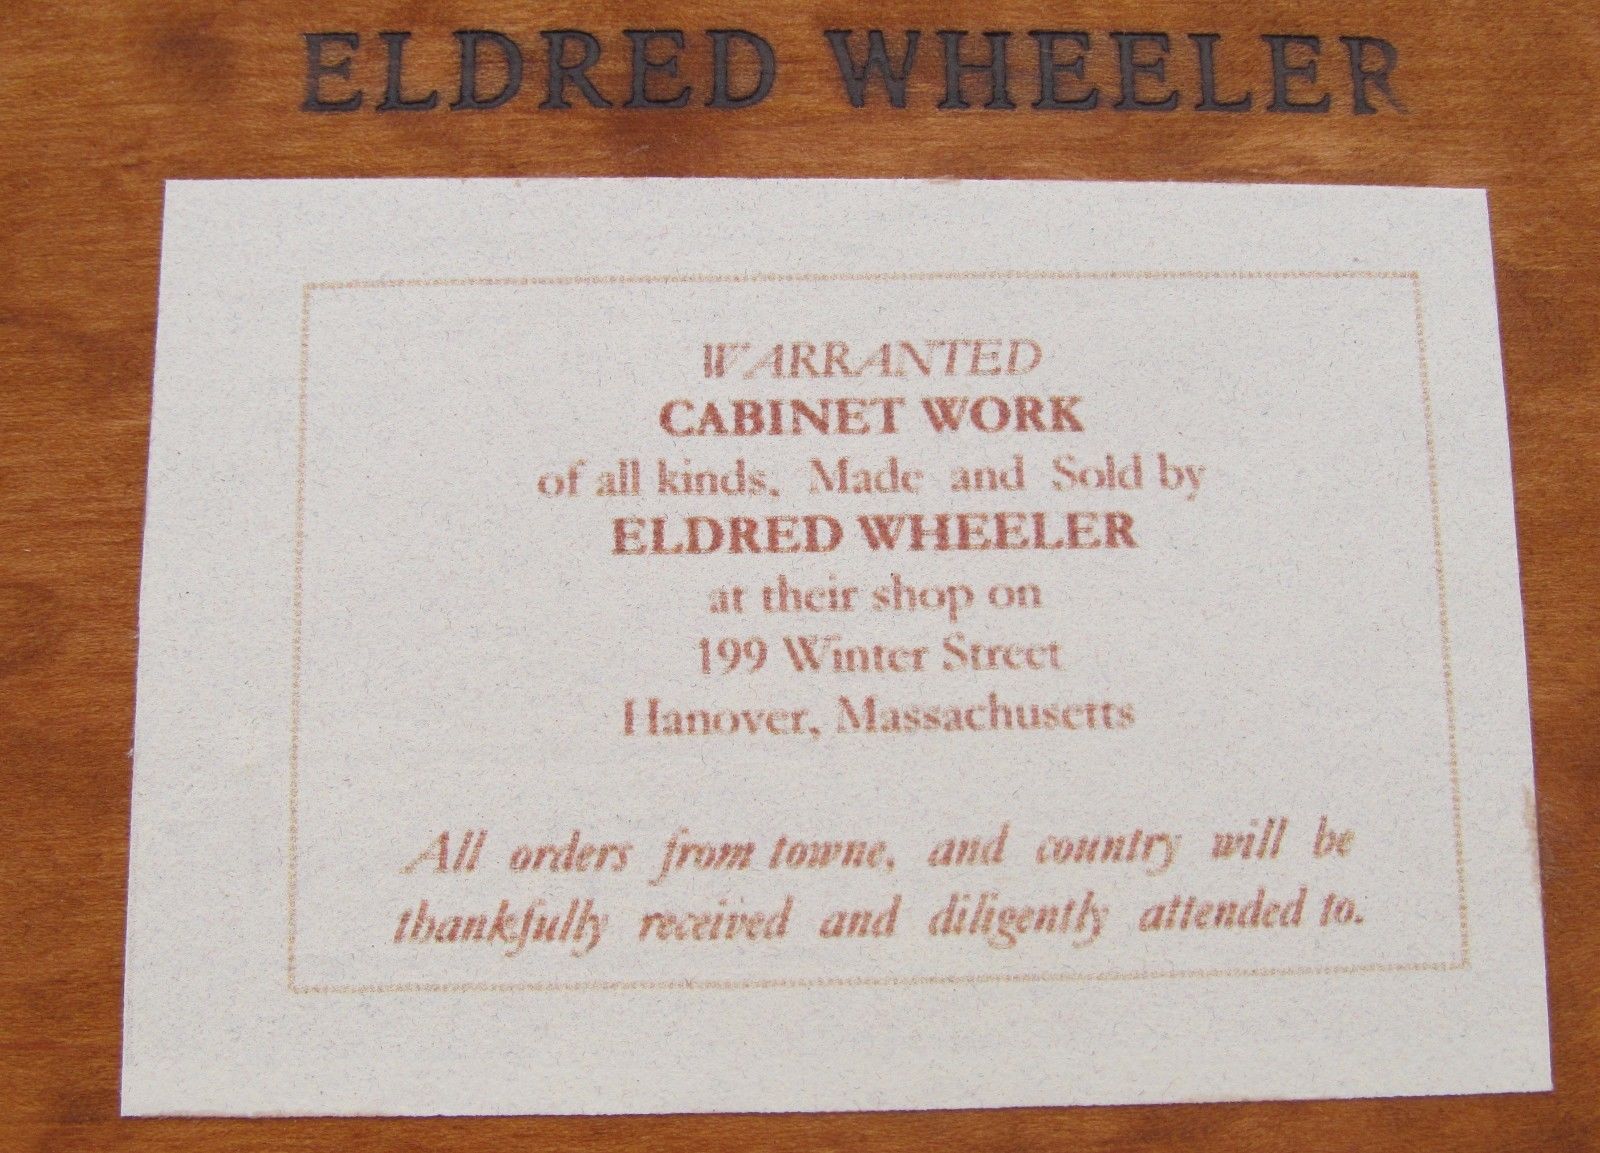 ELDRED WHEELER
WARRANTED
CABINET WORK
of all kinds, Made and Sold by
ELDRED WHEELER
at their shop on
199 Winter Street
Hanover, Massachusetts
All orders from towne, and country will be
thankfully received and diligently attended to.